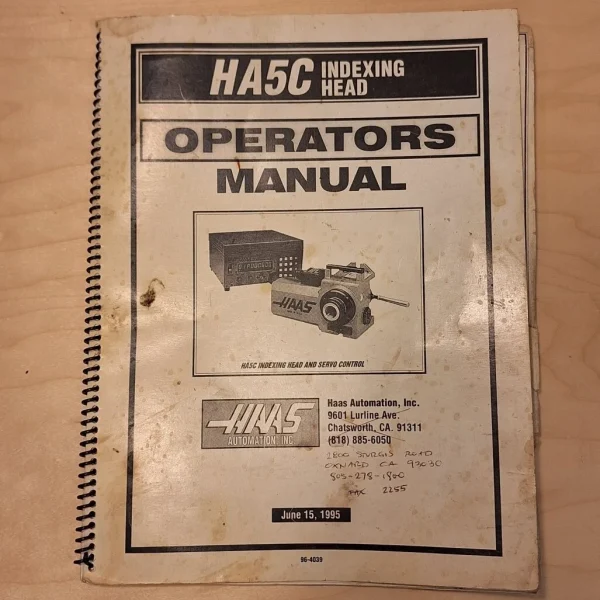 HA5C INDEXING HEAD
OPERATORS
MANUAL
HAAS
HA5C INDEXING HEAD AND SERVO CONTROL
HAAS
AUTOMATION, INC.
Haas Automation, Inc.
9601 Lurline Ave.
Chatsworth, CA. 91311
(818) 885-6050
2800 STURGIS ROAD
OXNARD CA 93030
805-278-1800
FAX 2255
June 15, 1995
96-4039